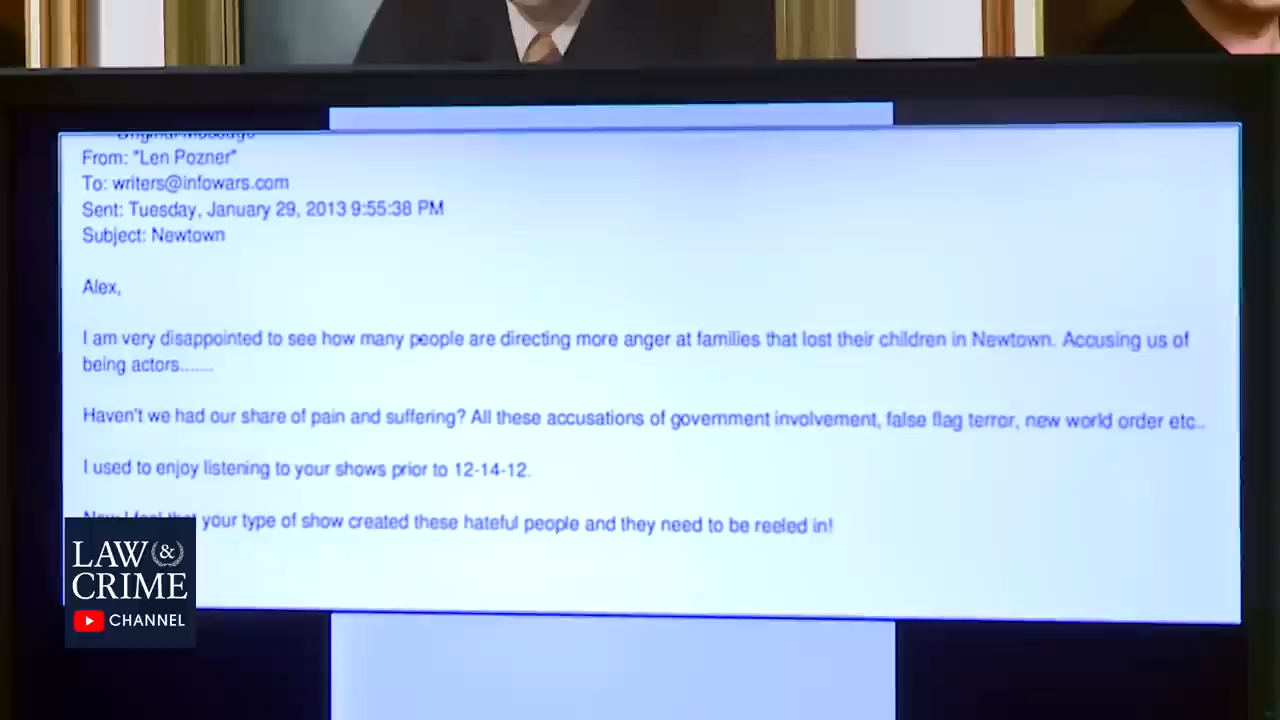 Original Message
From: "Len Pozner"
To: writers@infowars.com
Sent: Tuesday, January 29, 2013 9:55:38 PM
Subject: Newtown
Alex,
I am very disappointed to see how many people are directing more anger at families that lost their children in Newtown. Accusing us of
being actors.......
Haven't we had our share of pain and suffering? All these accusations of government involvement, false flag terror, new world order etc..
I used to enjoy listening to your shows prior to 12-14-12.
Now I feel that your type of show created these hateful people and they need to be reeled in!
LAW &
CRIME
CHANNEL